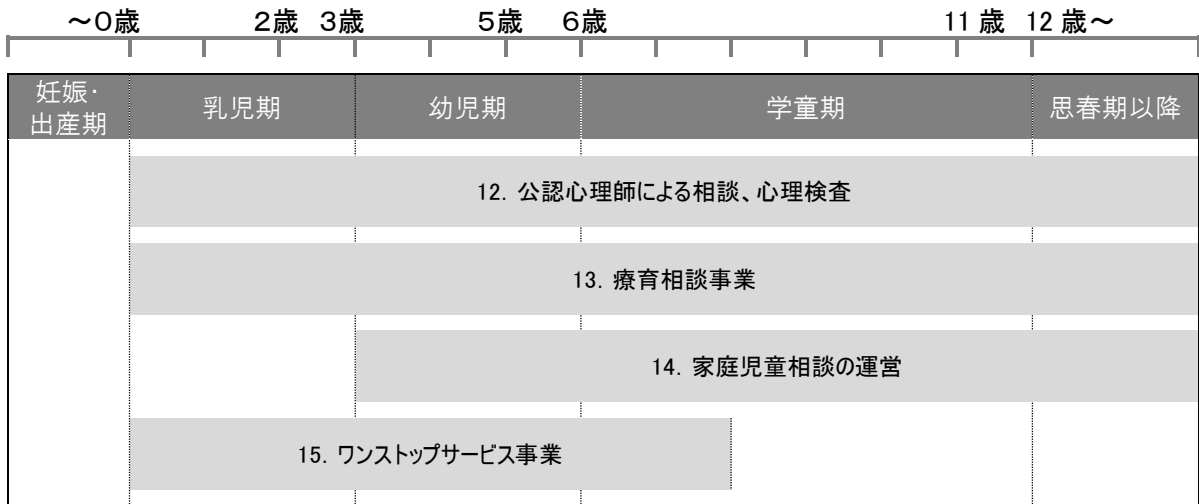 ～０歳 2歳 3歳 5歳 6歳 11歳 12歳～
妊娠・
出産期
乳児期 幼児期 学童期 思春期以降
12. 公認心理師による相談、心理検査
13. 療育相談事業
14. 家庭児童相談の運営
15. ワンストップサービス事業